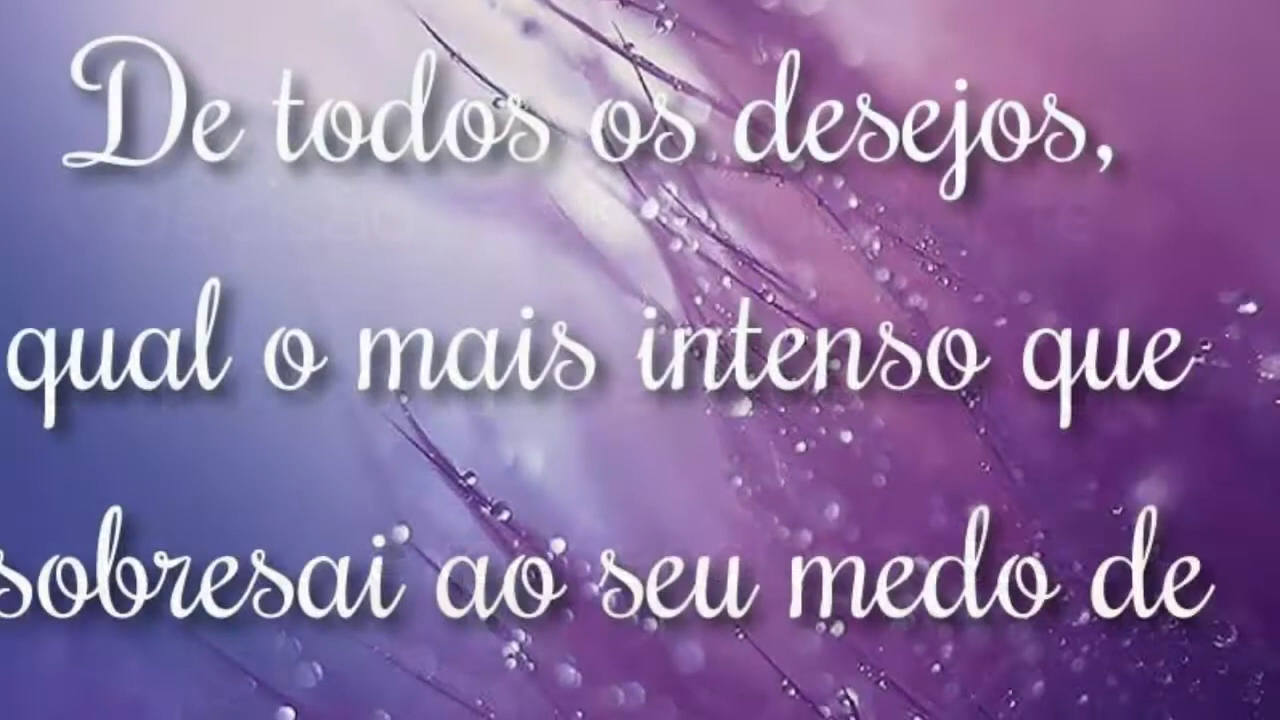 De todos os desejos,
qual o mais intenso que
sobresai ao seu medo de